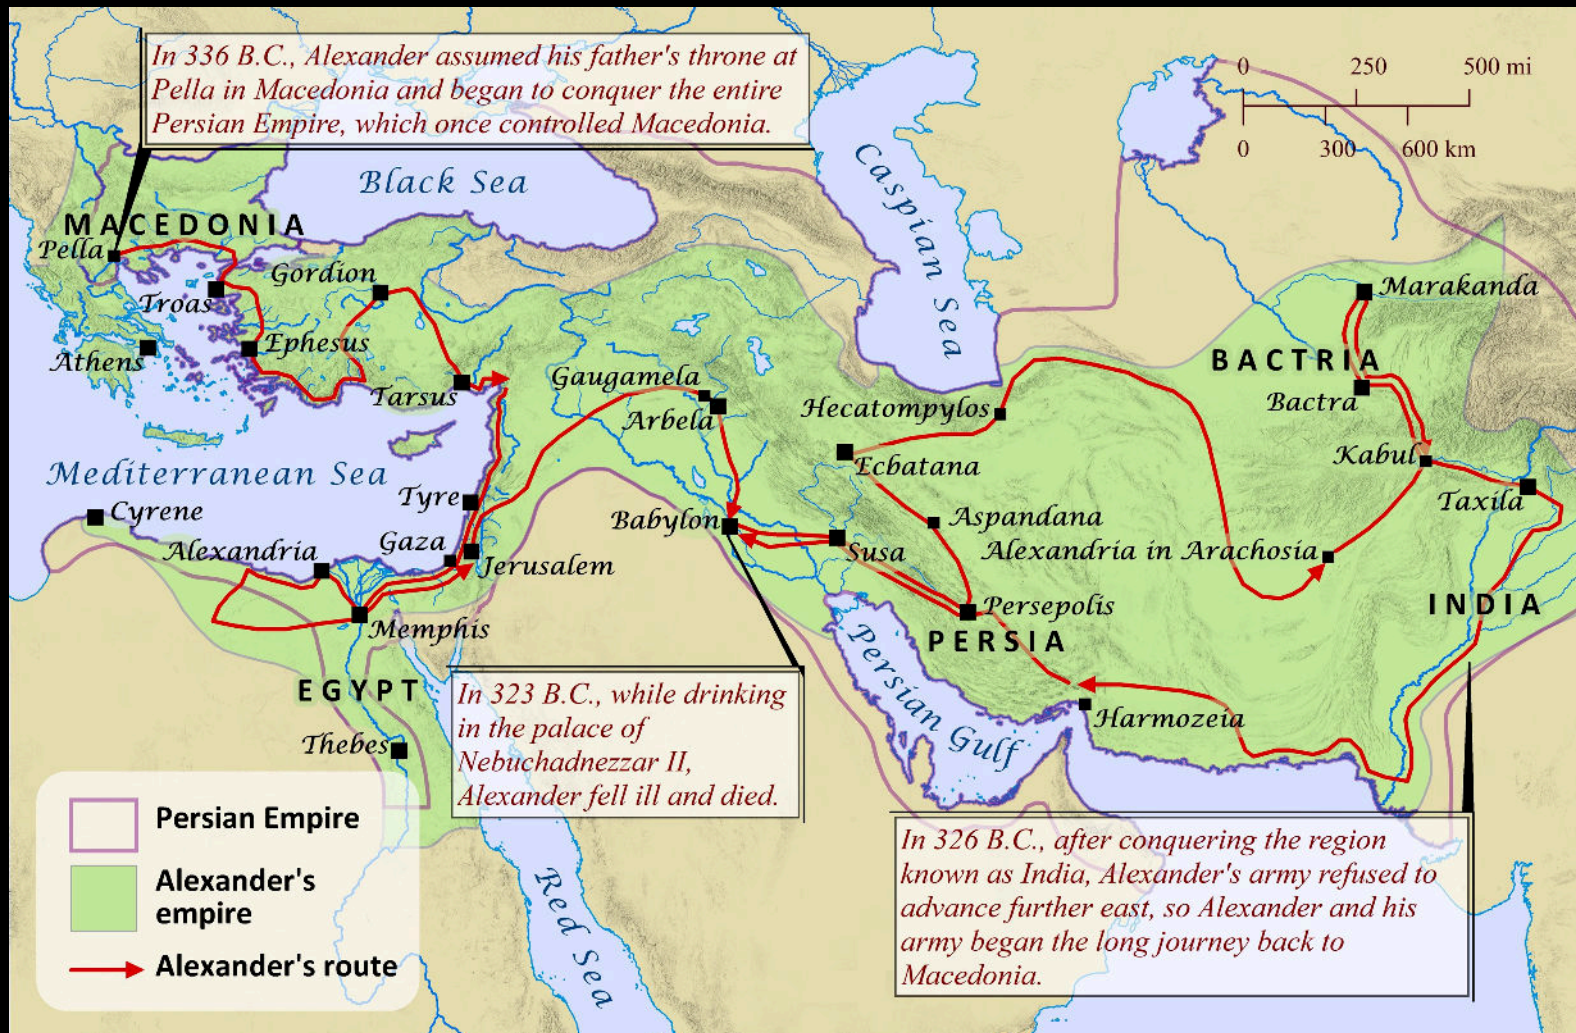 In 336 B.C., Alexander assumed his father's throne at
Pella in Macedonia and began to conquer the entire
Persian Empire, which once controlled Macedonia.
0 250 500 mi
0 300 600 km
Black Sea
Caspian Sea
MACEDONIA
Pella
Gordion
Troas
Ephesus
Athens
Tarsus
Marakanda
BACTRIA
Bactra
Gaugamela
Arbela
Hecatompylos
Ecbatana
Kabul
Taxila
Mediterranean Sea
Tyre
Cyrene
Babylon
Aspandana
Gaza
Alexandria
Susa
Alexandria in Arachosia
Jerusalem
Memphis
Persepolis
INDIA
PERSIA
Persian Gulf
EGYPT
Harmozeia
Thebes
In 323 B.C., while drinking
in the palace of
Nebuchadnezzar II,
Alexander fell ill and died.
Persian Empire
Alexander's
empire
Alexander's route
Red Sea
In 326 B.C., after conquering the region
known as India, Alexander's army refused to
advance further east, so Alexander and his
army began the long journey back to
Macedonia.